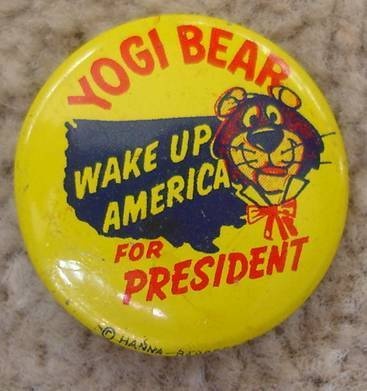 YOGI BEAR
WAKE UP
AMERICA
FOR
PRESIDENT
© HANNA-